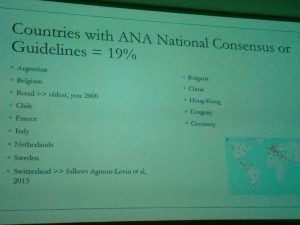 Countries with ANA National Consensus or
Guidelines = 19%
Argentina
Belgium
Brazil >> oldest, year 2000
Chile
France
Italy
Netherlands
Sweden
Switzerland >> follows Agmon-Levin et al,
2013
Bulgaria
China
Hong-Kong
Uruguay
Germany